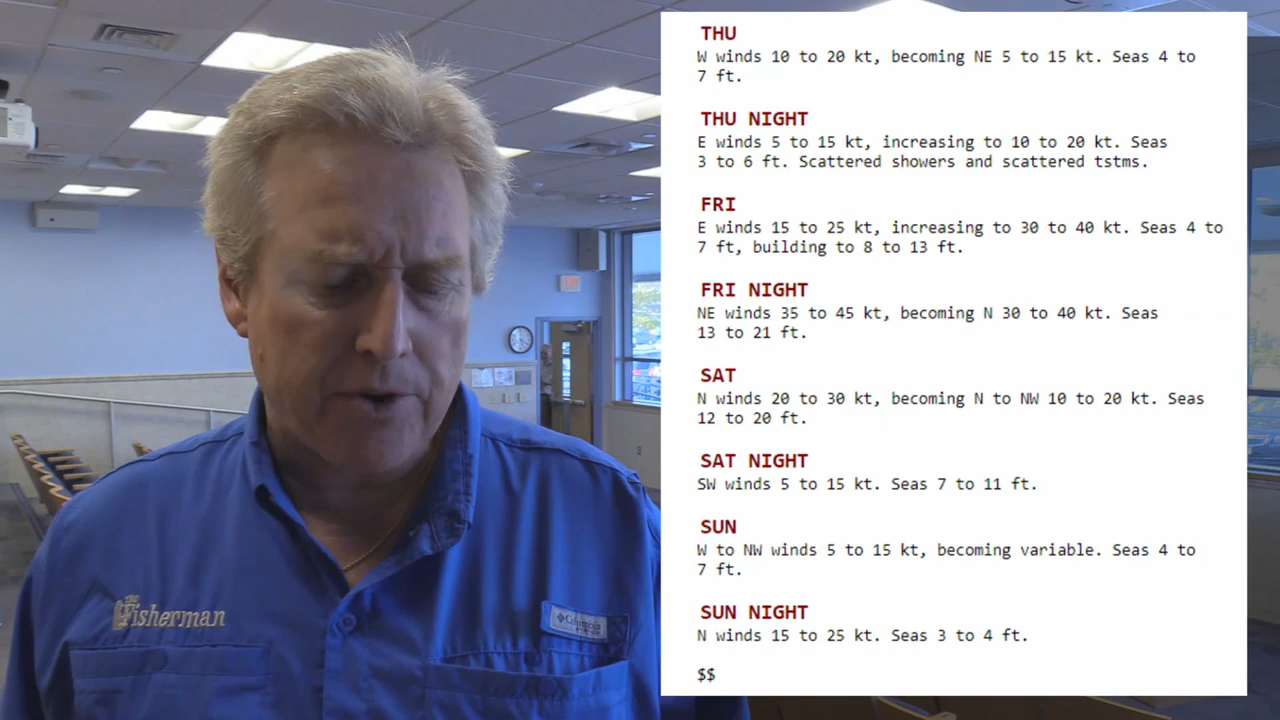 THU
W winds 10 to 20 kt, becoming NE 5 to 15 kt. Seas 4 to
7 ft.
THU NIGHT
E winds 5 to 15 kt, increasing to 10 to 20 kt. Seas
3 to 6 ft. Scattered showers and scattered tstms.
FRI
E winds 15 to 25 kt, increasing to 30 to 40 kt. Seas 4 to
7 ft, building to 8 to 13 ft.
FRI NIGHT
NE winds 35 to 45 kt, becoming N 30 to 40 kt. Seas
13 to 21 ft.
SAT
N winds 20 to 30 kt, becoming N to NW 10 to 20 kt. Seas
12 to 20 ft.
SAT NIGHT
SW winds 5 to 15 kt. Seas 7 to 11 ft.
SUN
W to NW winds 5 to 15 kt, becoming variable. Seas 4 to
7 ft.
SUN NIGHT
N winds 15 to 25 kt. Seas 3 to 4 ft.
$$
THE
Fisherman
Columbia